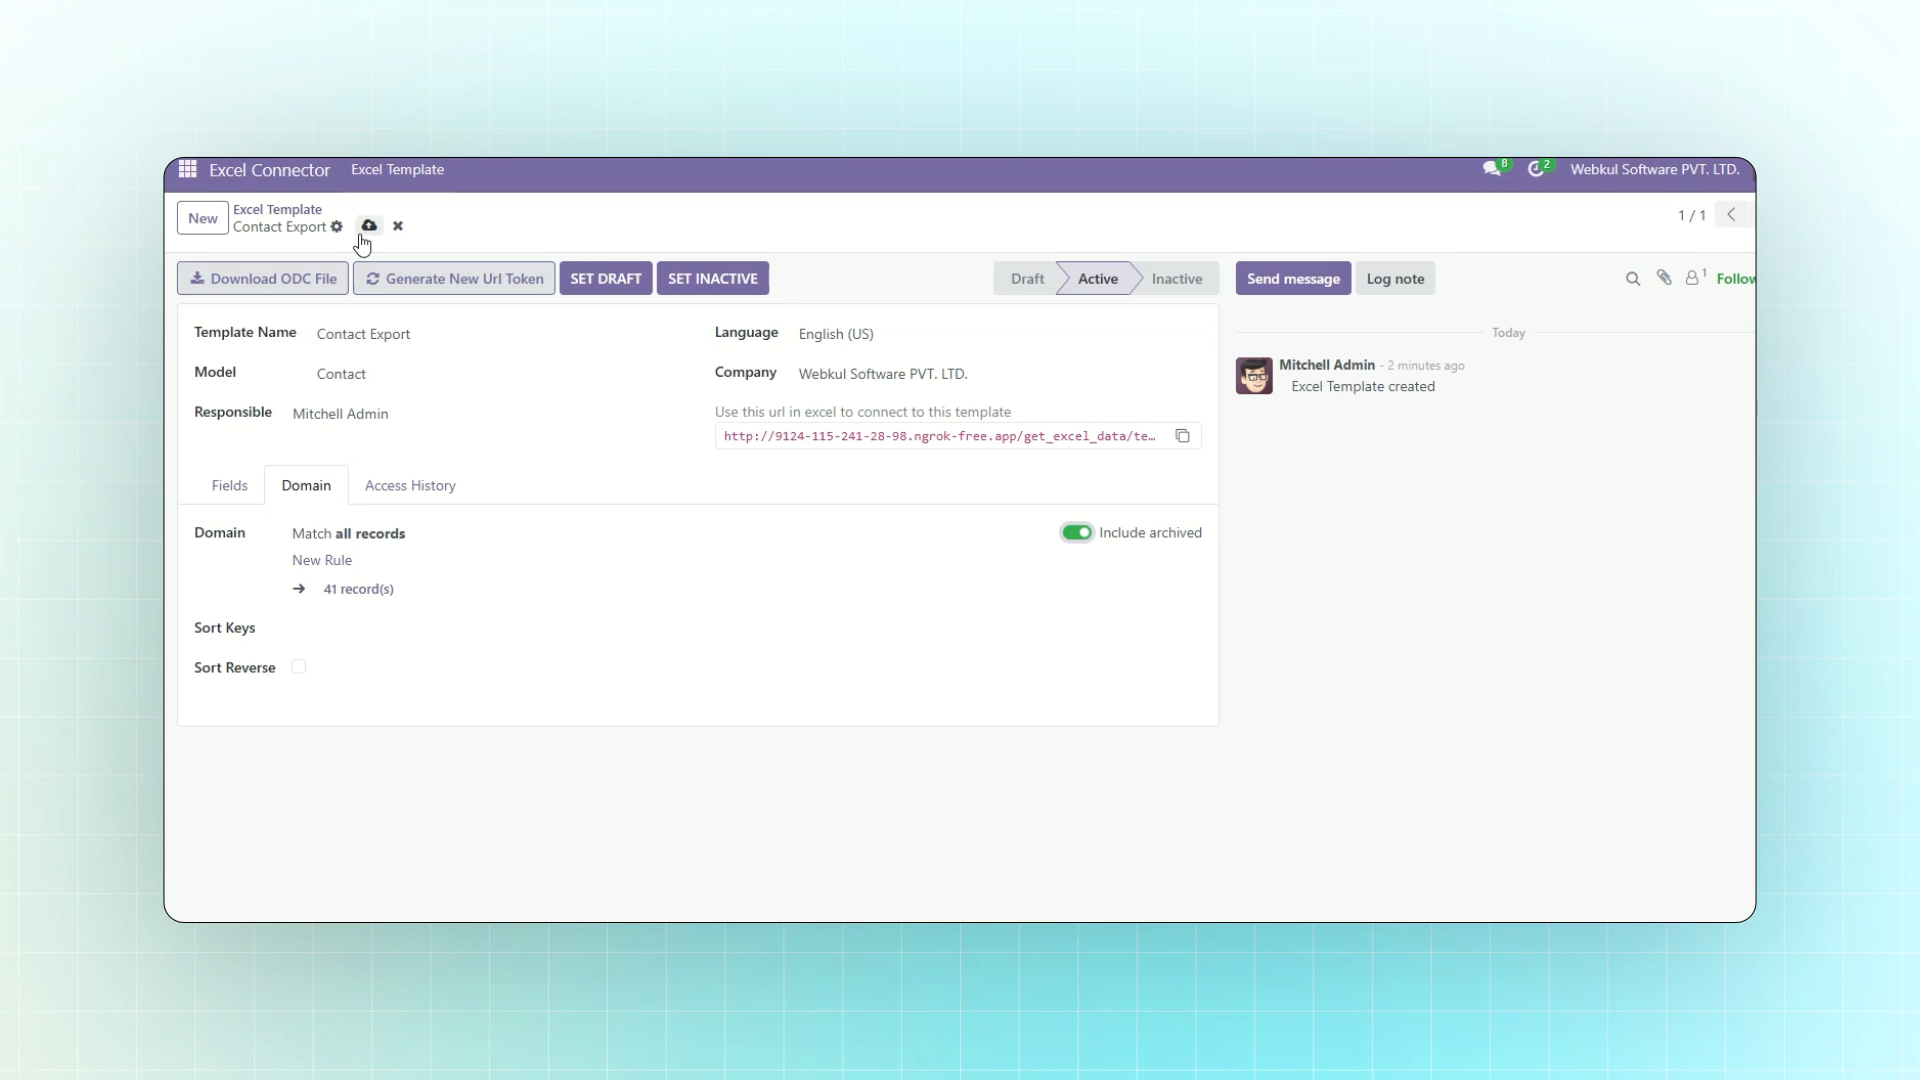 Excel Connector Excel Template 8 2 Webkul Software PVT. LTD.
New Excel Template
Contact Export 1 / 1
Download ODC File Generate New Url Token SET DRAFT SET INACTIVE Draft Active Inactive Send message Log note 1
Template Name Contact Export Language English (US) Today
Model Contact Company Webkul Software PVT. LTD. Mitchell Admin - 2 minutes ago
Excel Template created
Responsible Mitchell Admin Use this url in excel to connect to this template
http://9124-115-241-28-98.ngrok-free.app/get_excel_data/te…
Fields Domain Access History
Domain Match all records Include archived
New Rule
→ 41 record(s)
Sort Keys
Sort Reverse